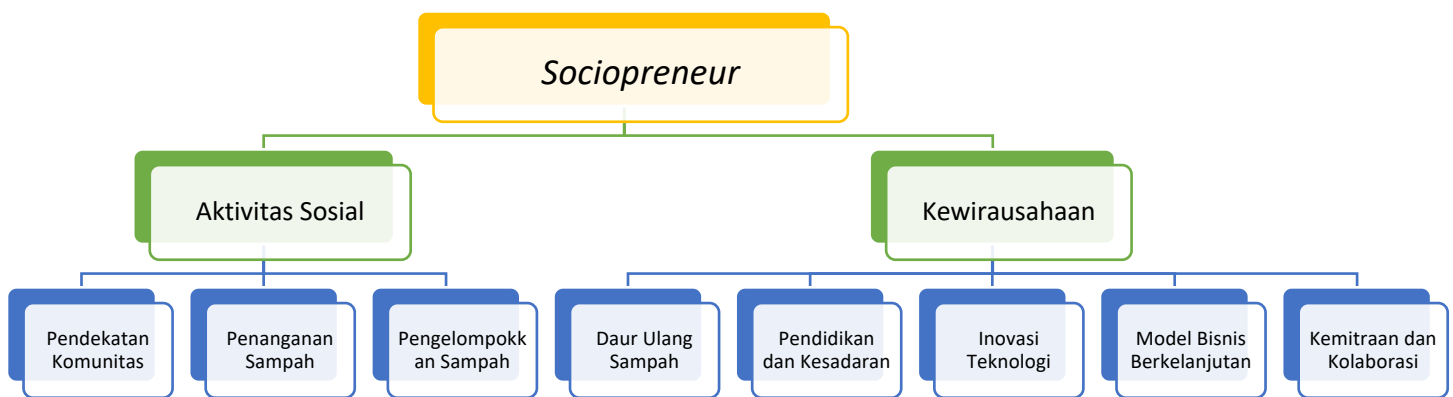 Sociopreneur
Aktivitas Sosial
Kewirausahaan
Pendekatan
Komunitas
Penanganan
Sampah
Pengelompokk
an Sampah
Daur Ulang
Sampah
Pendidikan
dan Kesadaran
Inovasi
Teknologi
Model Bisnis
Berkelanjutan
Kemitraan dan
Kolaborasi